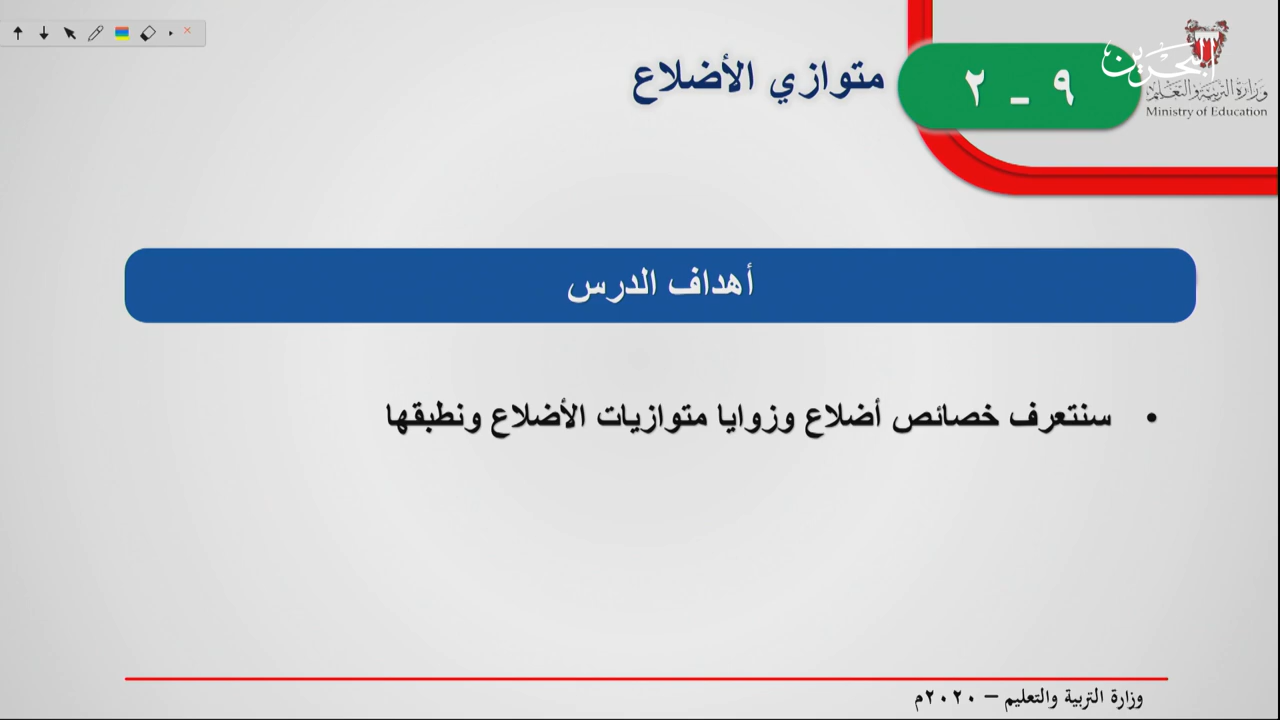 البحرين
وزارة التربية والتعليم
Ministry of Education
٩ - ٢
متوازي الأضلاع
أهداف الدرس
• سنتعرف خصائص أضلاع وزوايا متوازيات الأضلاع ونطبقها
وزارة التربية والتعليم – ٢٠٢٠م